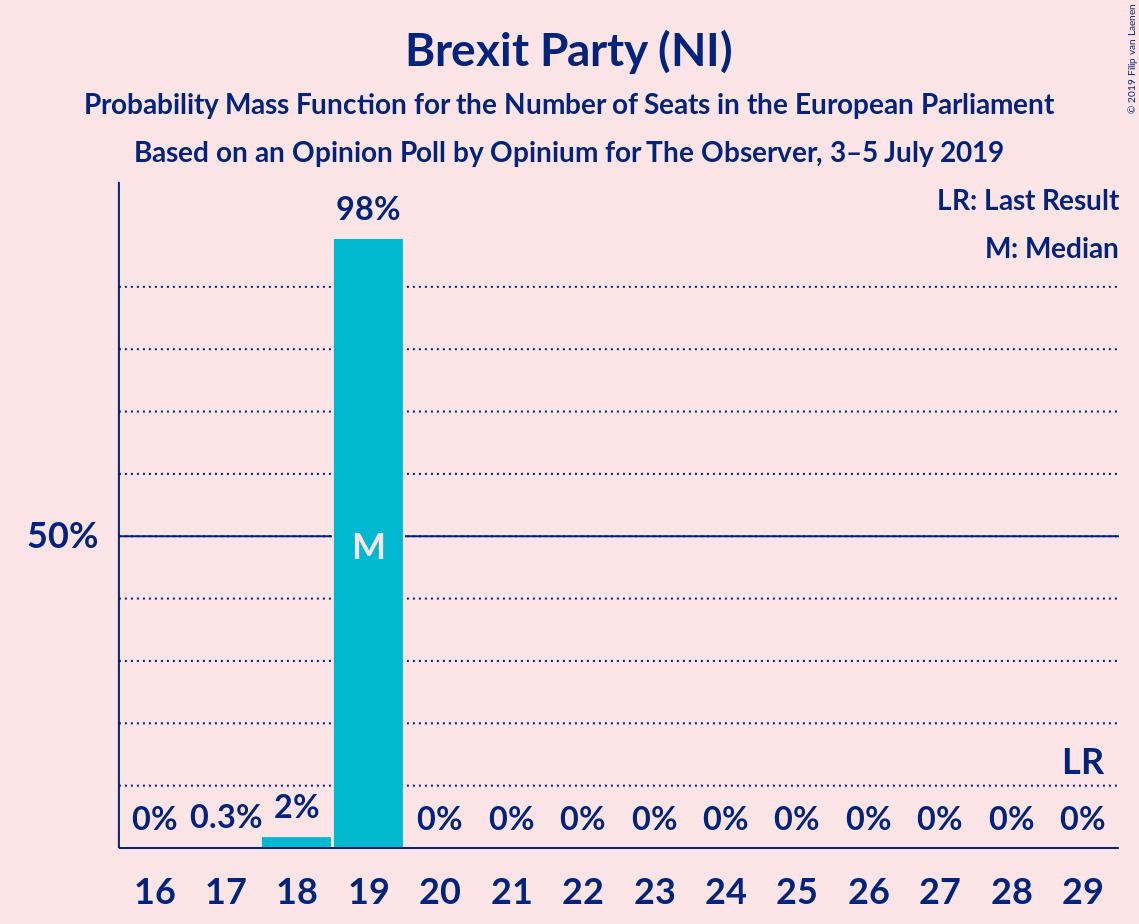 Brexit Party (NI)
Probability Mass Function for the Number of Seats in the European Parliament
Based on an Opinion Poll by Opinium for The Observer, 3–5 July 2019
© 2019 Filip van Laenen
LR: Last Result
M: Median
98%
50%
M
LR
0% 0.3% 2% 0% 0% 0% 0% 0% 0% 0% 0% 0% 0%
16 17 18 19 20 21 22 23 24 25 26 27 28 29